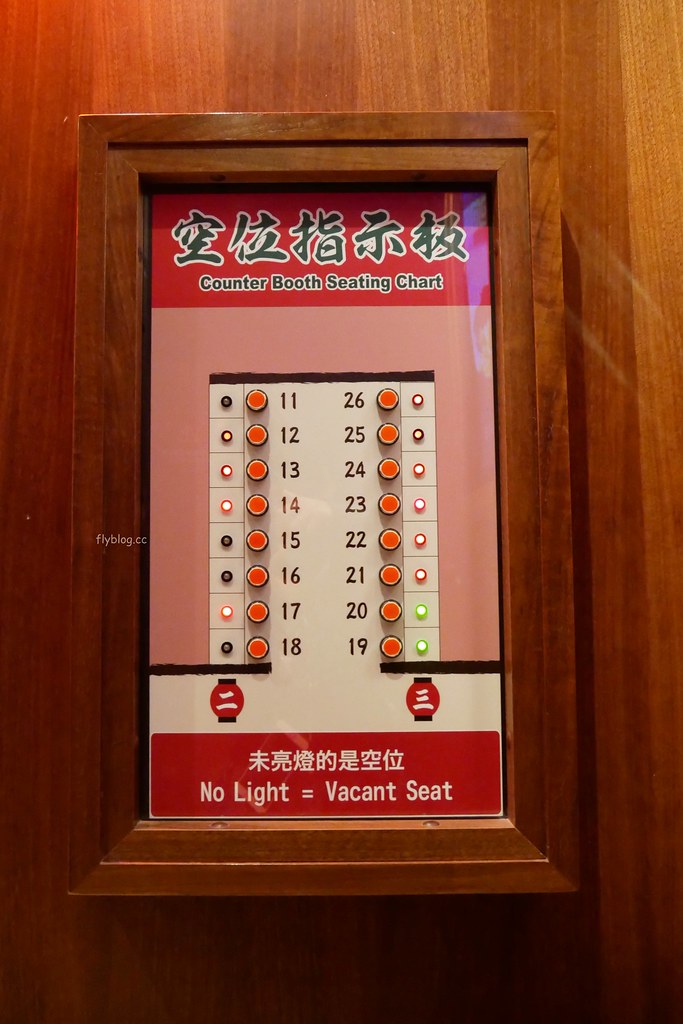 空位指示板
Counter Booth Seating Chart
11 26
12 25
13 24
14 23
15 22
16 21
17 20
18 19
二 三
未亮燈的是空位
No Light = Vacant Seat
flyblog.cc